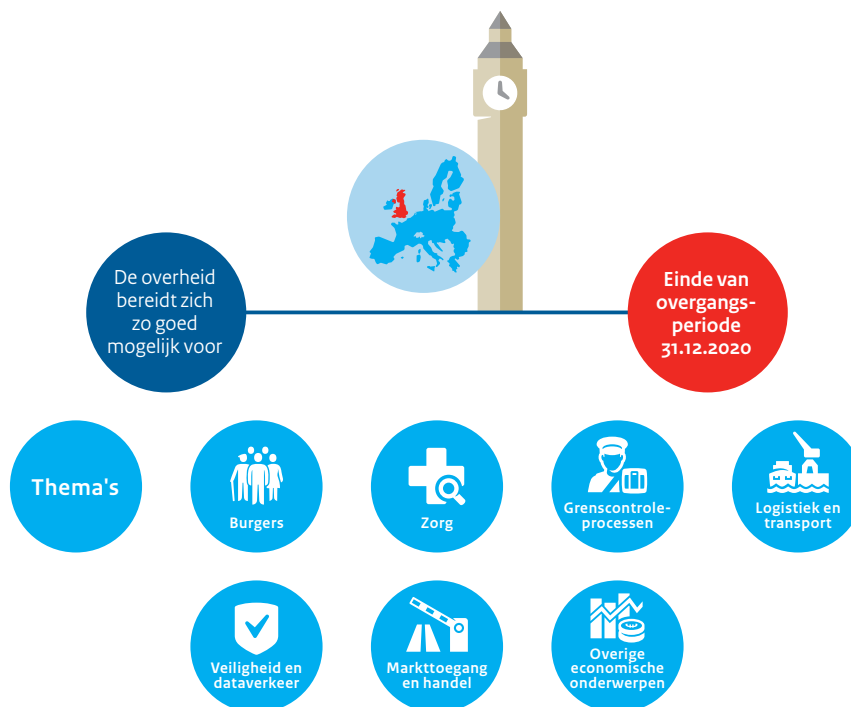 De overheid
bereidt zich
zo goed
mogelijk voor
Einde van
overgangs-
periode
31.12.2020
Thema's
Burgers
Zorg
Grenscontrole-
processen
Logistiek en
transport
Veiligheid en
dataverkeer
Markttoegang
en handel
Overige
economische
onderwerpen